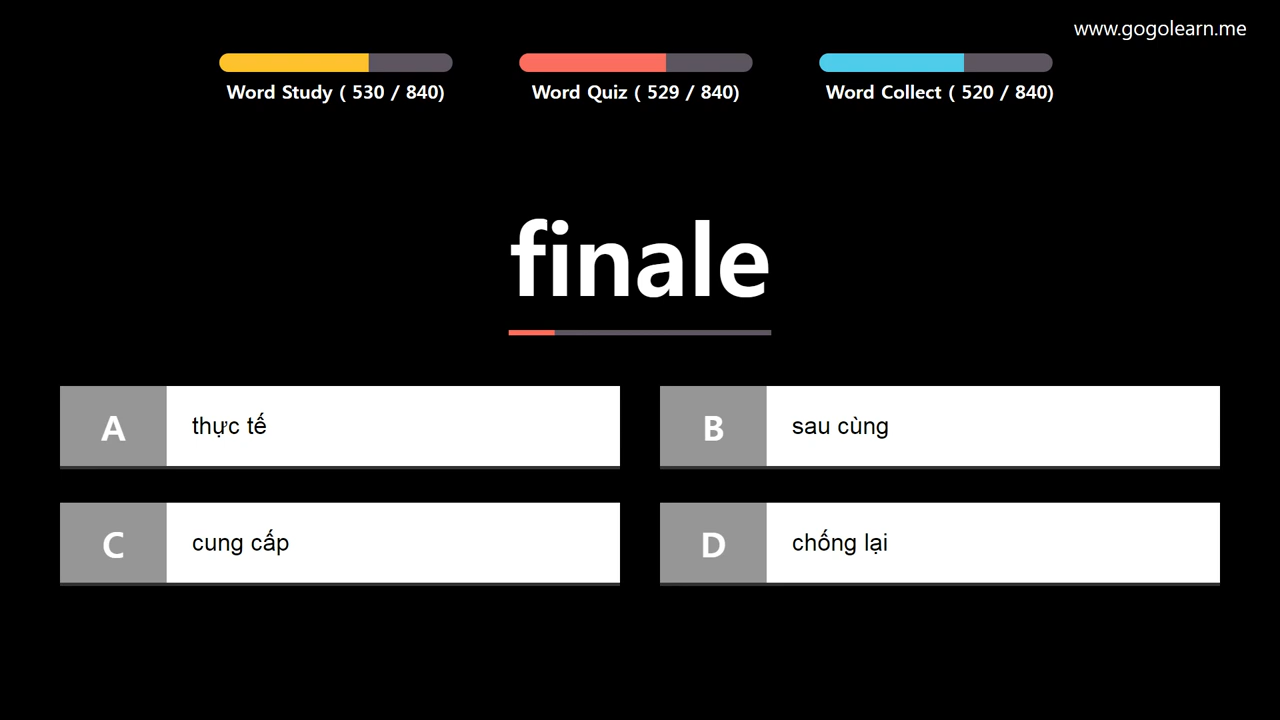 www.gogolearn.me
Word Study ( 530 / 840)
Word Quiz ( 529 / 840)
Word Collect ( 520 / 840)
finale
A
thực tế
B
sau cùng
C
cung cấp
D
chống lại